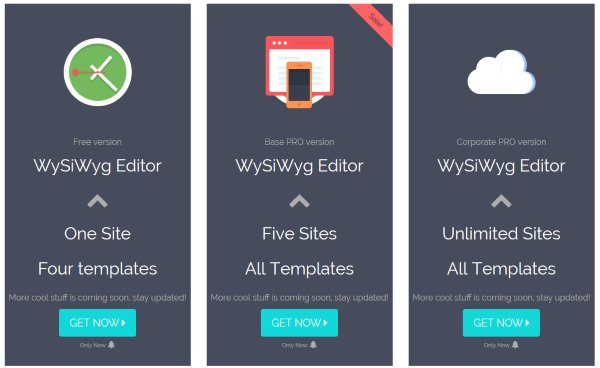 Free version
WySiWyg Editor
One Site
Four templates
More cool stuff is coming soon, stay updated!
GET NOW
Only Now
Sale!
Base PRO version
WySiWyg Editor
Five Sites
All Templates
More cool stuff is coming soon, stay updated!
GET NOW
Only Now
Corporate PRO version
WySiWyg Editor
Unlimited Sites
All Templates
More cool stuff is coming soon, stay updated!
GET NOW
Only Now